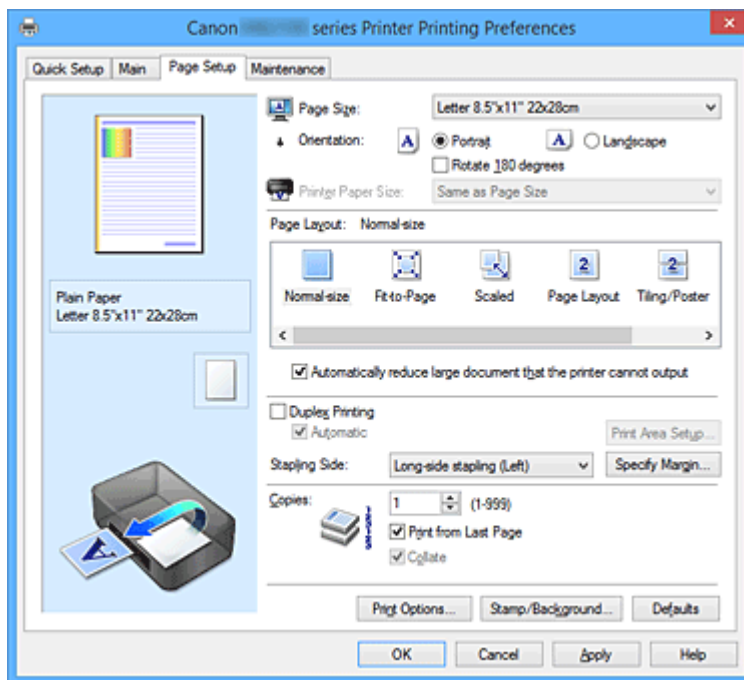 Canon series Printer Printing Preferences
Quick Setup Main Page Setup Maintenance
Page Size: Letter 8.5"x11" 22x28cm
Orientation: A Portrait A Landscape
Rotate 180 degrees
Printer Paper Size: Same as Page Size
Page Layout: Normal-size
2 2
Normal-size Fit-to-Page Scaled Page Layout Tiling/Poster
Plain Paper
Letter 8.5"x11" 22x28cm
Automatically reduce large document that the printer cannot output
Duplex Printing
Automatic
Print Area Setup...
Stapling Side: Long-side stapling (Left) Specify Margin...
Copies: 1 (1-999)
Print from Last Page
Collate
A
Print Options... Stamp/Background... Defaults
OK Cancel Apply Help